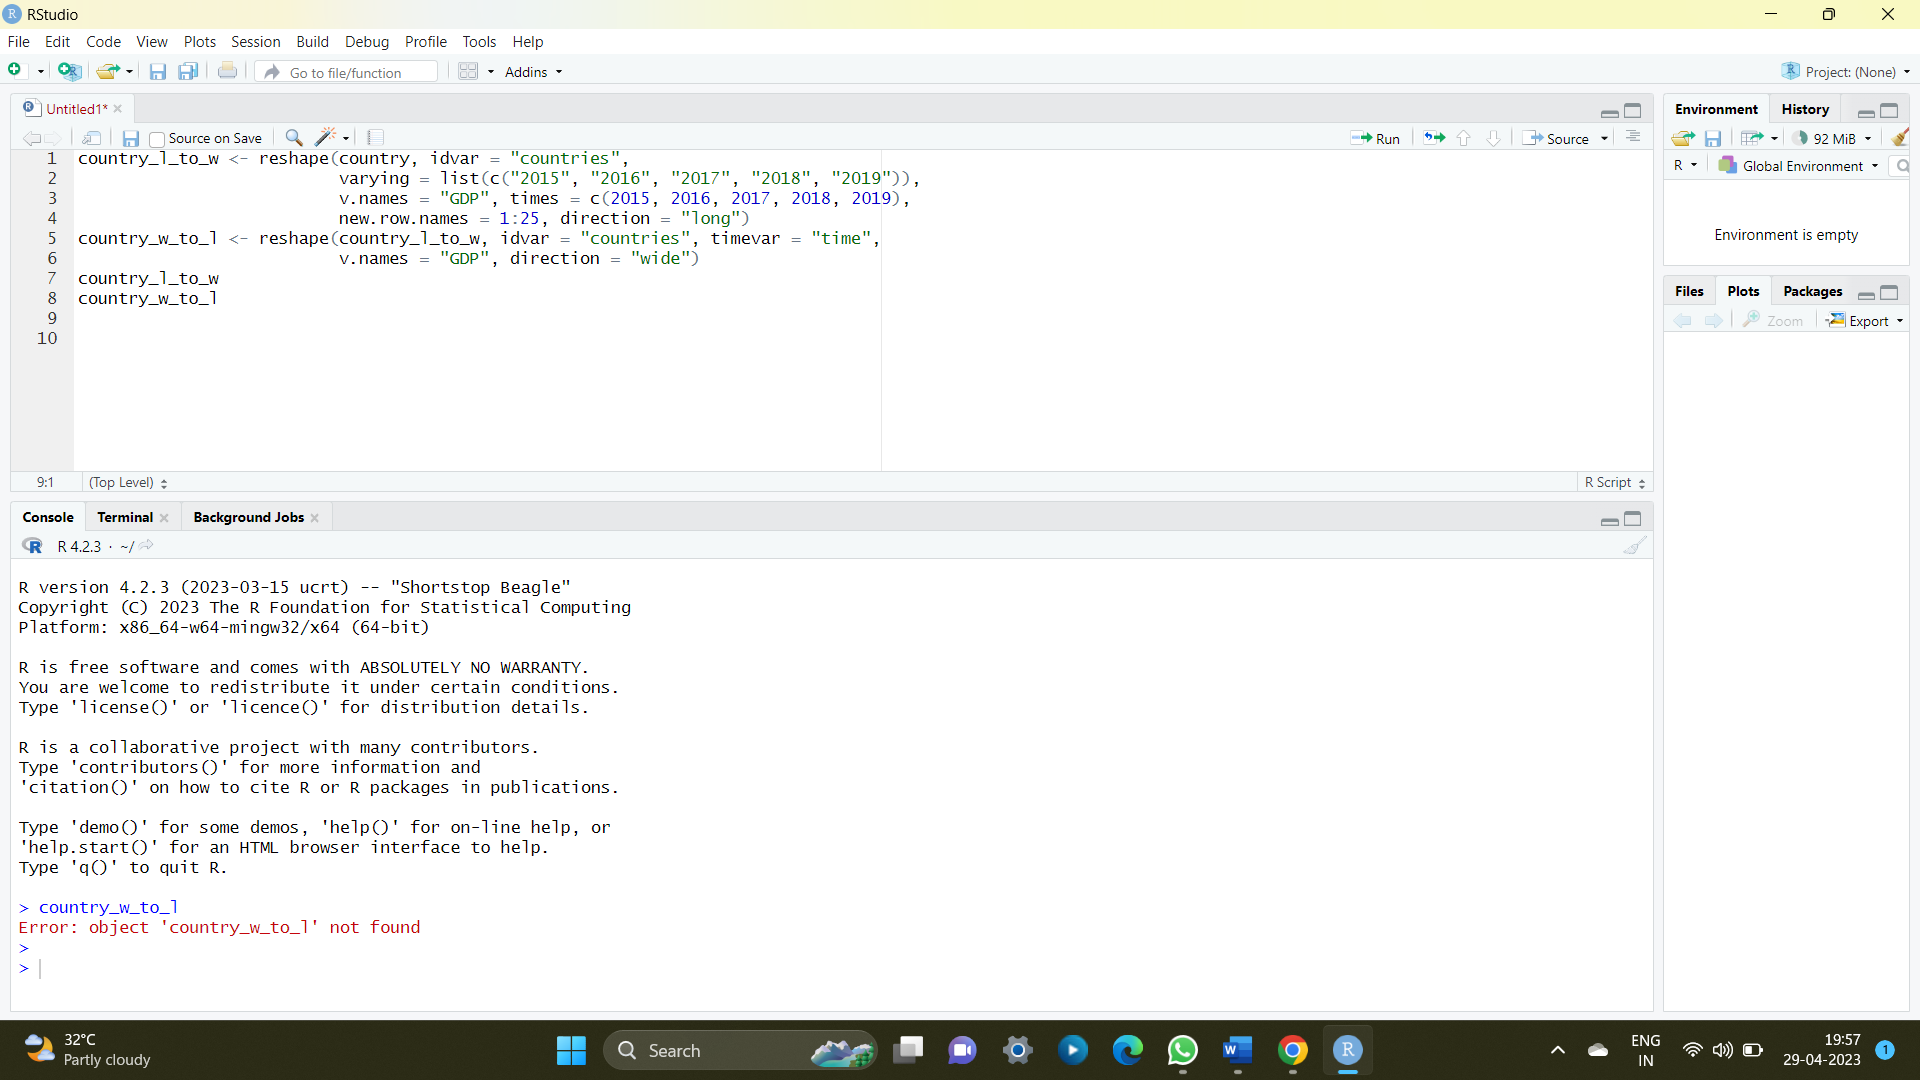 RStudio
File Edit Code View Plots Session Build Debug Profile Tools Help
Go to file/function Addins Project: (None)
Untitled1*
Source on Save Run Source
1 country_l_to_w <- reshape(country, idvar = "countries",
2 varying = list(c("2015", "2016", "2017", "2018", "2019")),
3 v.names = "GDP", times = c(2015, 2016, 2017, 2018, 2019),
4 new.row.names = 1:25, direction = "long")
5 country_w_to_l <- reshape(country_l_to_w, idvar = "countries", timevar = "time",
6 v.names = "GDP", direction = "wide")
7 country_l_to_w
8 country_w_to_l
9
10
9:1 (Top Level) R Script
Console Terminal Background Jobs
R 4.2.3 · ~/
R version 4.2.3 (2023-03-15 ucrt) -- "Shortstop Beagle"
Copyright (C) 2023 The R Foundation for Statistical Computing
Platform: x86_64-w64-mingw32/x64 (64-bit)
R is free software and comes with ABSOLUTELY NO WARRANTY.
You are welcome to redistribute it under certain conditions.
Type 'license()' or 'licence()' for distribution details.
R is a collaborative project with many contributors.
Type 'contributors()' for more information and
'citation()' on how to cite R or R packages in publications.
Type 'demo()' for some demos, 'help()' for on-line help, or
'help.start()' for an HTML browser interface to help.
Type 'q()' to quit R.
> country_w_to_l
Error: object 'country_w_to_l' not found
>
>
Environment History
92 MiB
R Global Environment
Environment is empty
Files Plots Packages
Zoom Export
32°C
Partly cloudy
Search
ENG
IN
19:57
29-04-2023
1